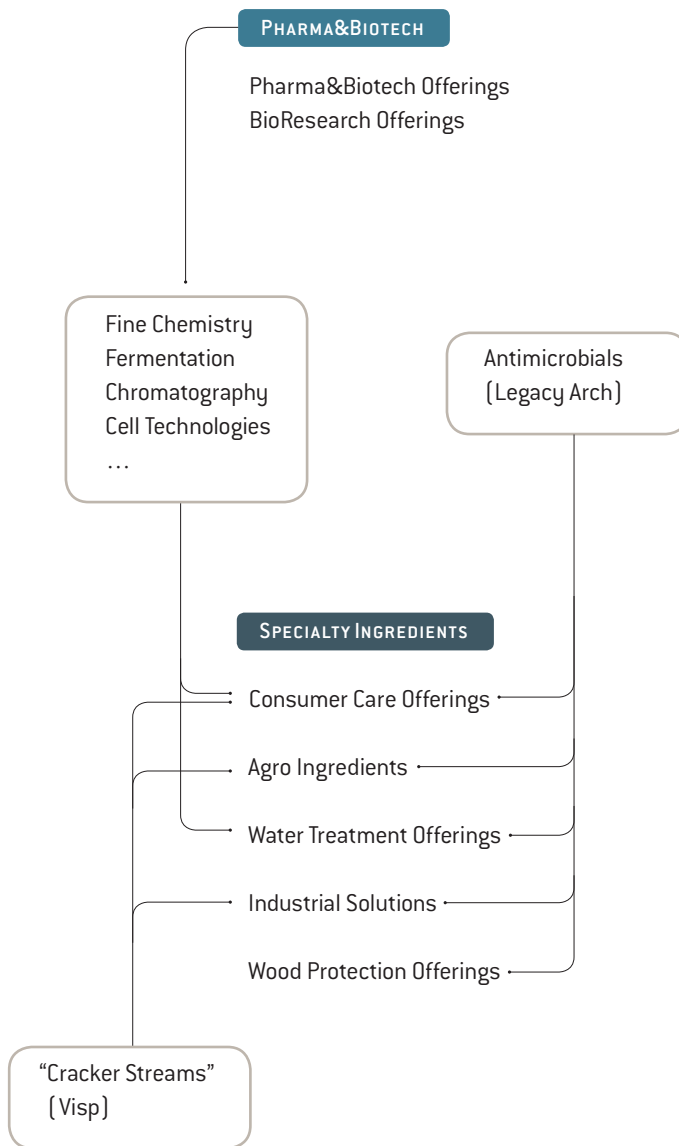 PHARMA&BIOTECH
Pharma&Biotech Offerings
BioResearch Offerings
Fine Chemistry
Fermentation
Chromatography
Cell Technologies
...
Antimicrobials
(Legacy Arch)
SPECIALTY INGREDIENTS
Consumer Care Offerings
Agro Ingredients
Water Treatment Offerings
Industrial Solutions
Wood Protection Offerings
“Cracker Streams”
(Visp)